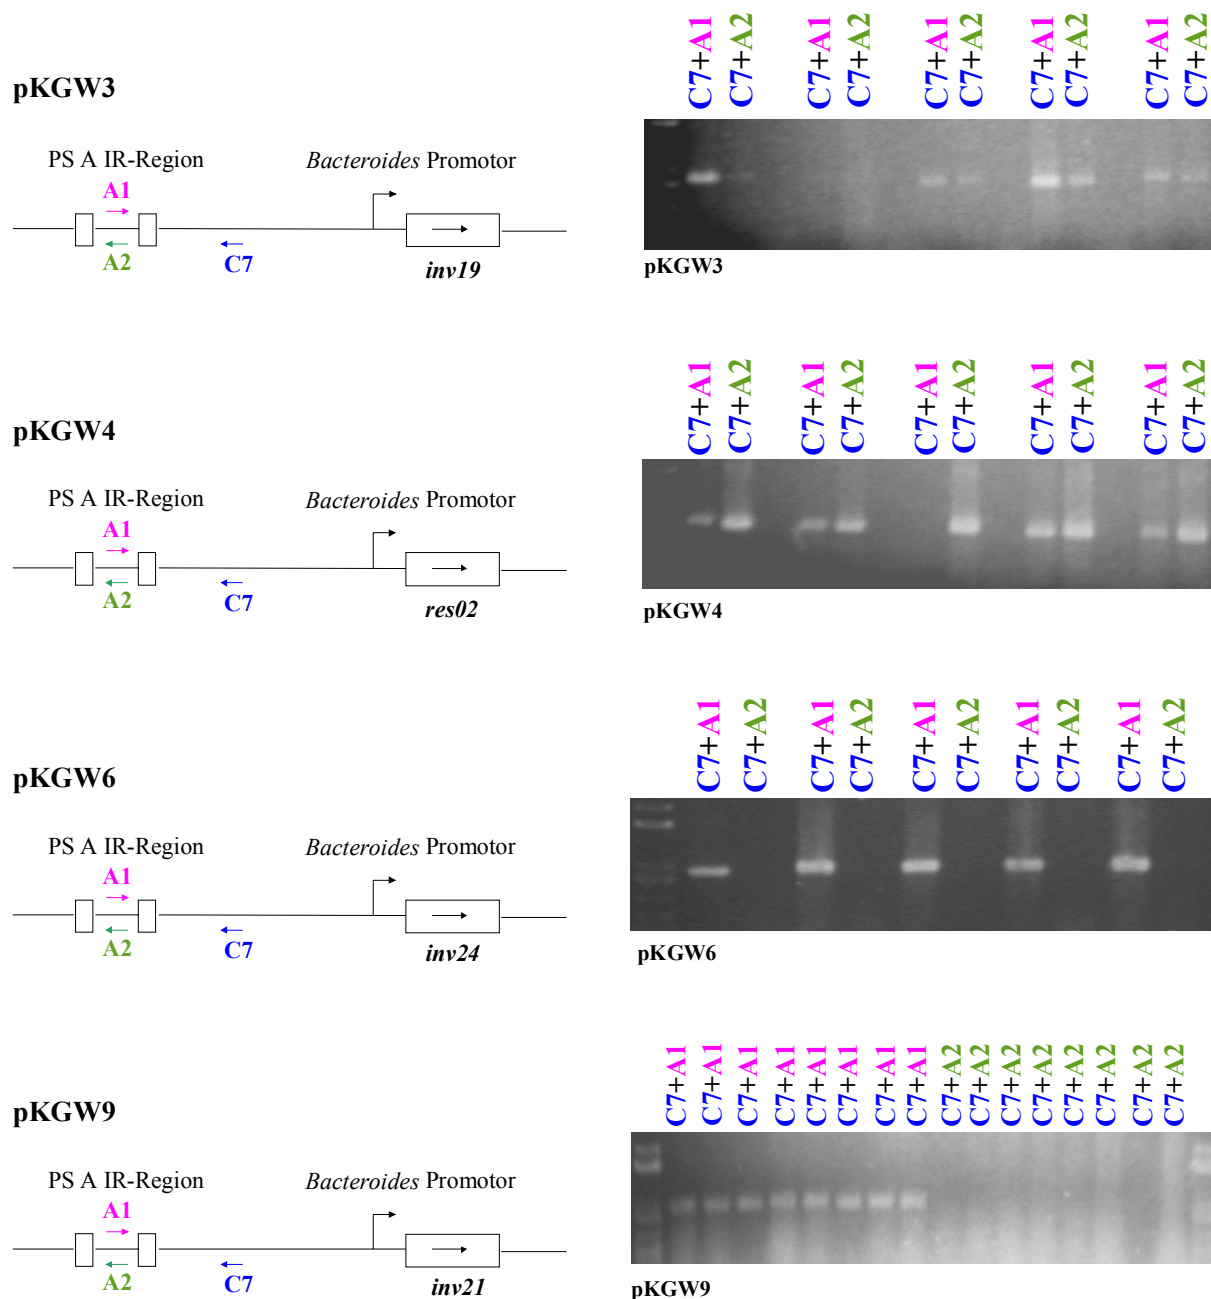 pKGW3
PS A IR-Region
Bacteroides Promotor
A1
A2
C7
inv19
C7+A1
C7+A2
C7+A1
C7+A2
C7+A1
C7+A2
C7+A1
C7+A2
C7+A1
C7+A2
pKGW3
pKGW4
PS A IR-Region
Bacteroides Promotor
A1
A2
C7
res02
C7+A1
C7+A2
C7+A1
C7+A2
C7+A1
C7+A2
C7+A1
C7+A2
C7+A1
C7+A2
pKGW4
pKGW6
PS A IR-Region
Bacteroides Promotor
A1
A2
C7
inv24
C7+A1
C7+A2
C7+A1
C7+A2
C7+A1
C7+A2
C7+A1
C7+A2
C7+A1
C7+A2
pKGW6
pKGW9
PS A IR-Region
Bacteroides Promotor
A1
A2
C7
inv21
C7+A1
C7+A1
C7+A1
C7+A1
C7+A1
C7+A1
C7+A1
C7+A1
C7+A2
C7+A2
C7+A2
C7+A2
C7+A2
C7+A2
C7+A2
C7+A2
pKGW9